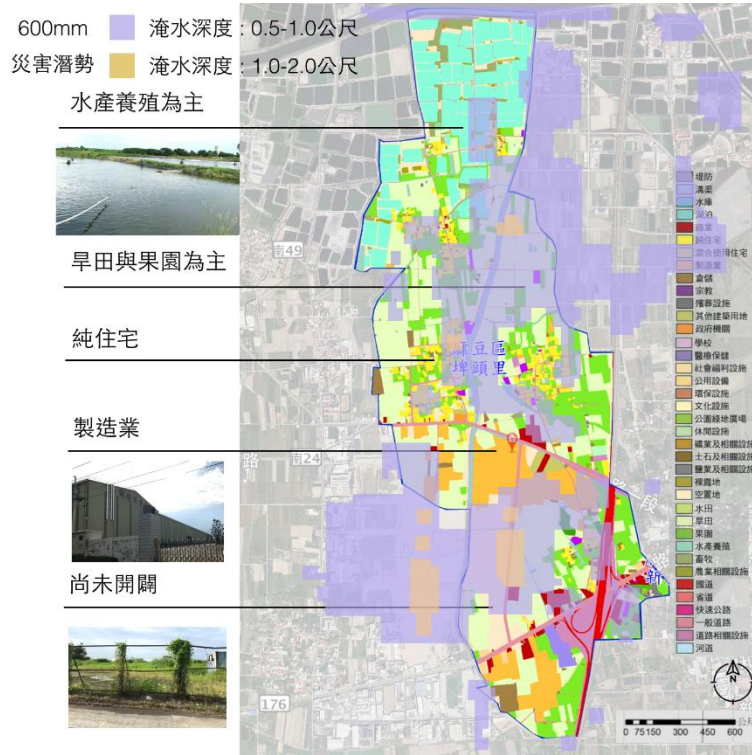 600mm
災害潛勢
淹水深度 : 0.5-1.0公尺
淹水深度 : 1.0-2.0公尺
水產養殖為主
旱田與果園為主
純住宅
製造業
尚未開闢
南49
南24
176
麻豆區
埤頭里
路
段
新
堤防
溝渠
水庫
湖泊
商業
純住宅
混合使用住宅
製造業
倉儲
宗教
殯葬設施
其他建築用地
政府機關
學校
醫療保健
社會福利設施
公用設備
環保設施
文化設施
公園綠地廣場
休閒設施
礦業及相關設施
土石及相關設施
鹽業及相關設施
裸露地
空置地
水田
旱田
果園
水產養殖
畜牧
農業相關設施
國道
省道
快速公路
一般道路
道路相關設施
河道
N
公尺
0 75 150 300 450 600